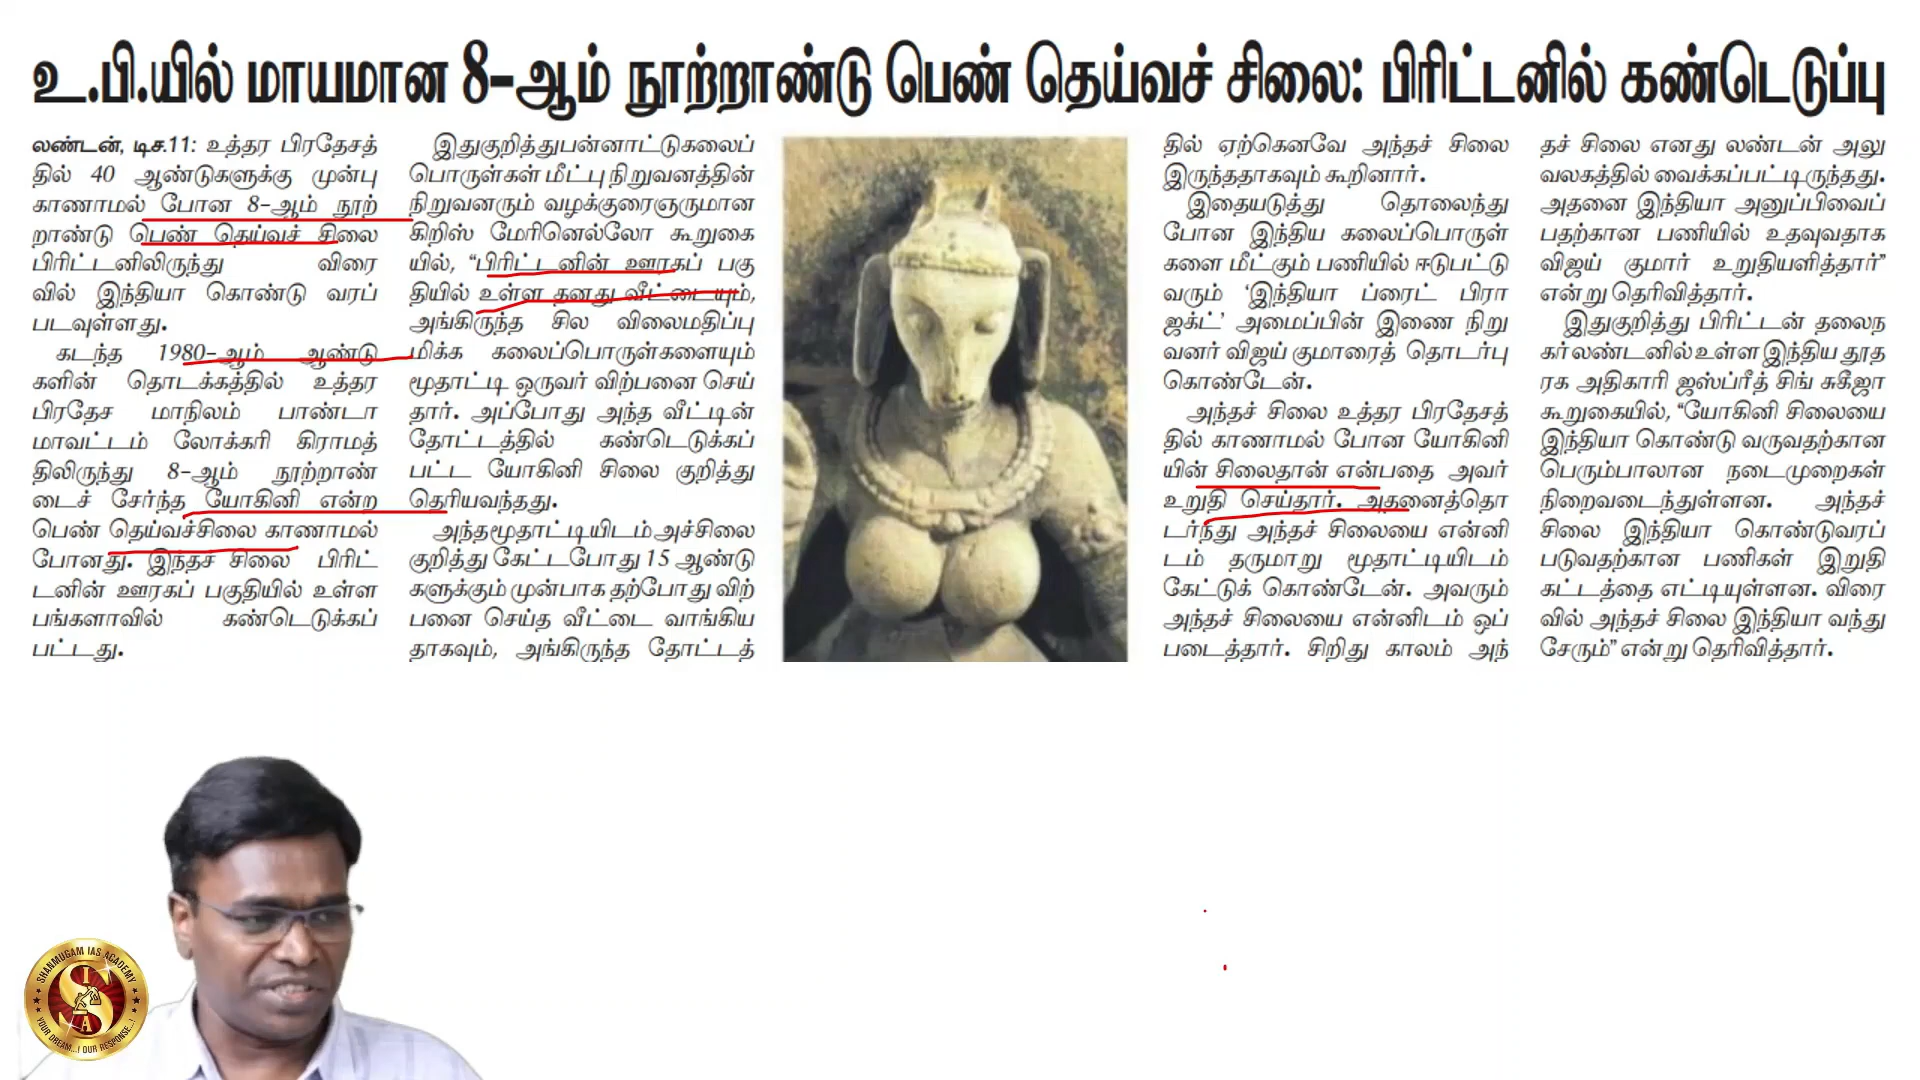 உ.பி.யில் மாயமான 8-ஆம் நூற்றாண்டு பெண் தெய்வச் சிலை: பிரிட்டனில் கண்டெடுப்பு
லண்டன், டிச.11: உத்தர பிரதேசத்
தில் 40 ஆண்டுகளுக்கு முன்பு
காணாமல் போன 8-ஆம் நூற்
றாண்டு பெண் தெய்வச் சிலை
பிரிட்டனிலிருந்து விரை
வில் இந்தியா கொண்டு வரப்
படவுள்ளது.
கடந்த 1980-ஆம் ஆண்டு
களின் தொடக்கத்தில் உத்தர
பிரதேச மாநிலம் பாண்டா
மாவட்டம் லோக்கரி கிராமத்
திலிருந்து 8-ஆம் நூற்றாண்
டைச் சேர்ந்த யோகினி என்ற
பெண் தெய்வச்சிலை காணாமல்
போனது. இந்தச் சிலை பிரிட்
டனின் ஊரகப் பகுதியில் உள்ள
பங்களாவில் கண்டெடுக்கப்
பட்டது.
இதுகுறித்து பன்னாட்டு கலைப்
பொருள்கள் மீட்பு நிறுவனத்தின்
நிறுவனரும் வழக்குரைஞருமான
கிறிஸ் மேரினெல்லோ கூறுகை
யில், “பிரிட்டனின் ஊரகப் பகு
தியில் உள்ள தனது வீட்டையும்,
அங்கிருந்த சில விலைமதிப்பு
மிக்க கலைப்பொருள்களையும்
மூதாட்டி ஒருவர் விற்பனை செய்
தார். அப்போது அந்த வீட்டின்
தோட்டத்தில் கண்டெடுக்கப்
பட்ட யோகினி சிலை குறித்து
தெரியவந்தது.
அந்த மூதாட்டியிடம் அச்சிலை
குறித்து கேட்டபோது 15 ஆண்டு
களுக்கும் முன்பாக தற்போது விற்
பனை செய்த வீட்டை வாங்கிய
தாகவும், அங்கிருந்த தோட்டத்
தில் ஏற்கெனவே அந்தச் சிலை
இருந்ததாகவும் கூறினார்.
இதையடுத்து தொலைந்து
போன இந்திய கலைப்பொருள்
களை மீட்கும் பணியில் ஈடுபட்டு
வரும் ‘இந்தியா ப்ரைட் பிரா
ஜக்ட்’ அமைப்பின் இணை நிறு
வனர் விஜய் குமாரைத் தொடர்பு
கொண்டேன்.
அந்தச் சிலை உத்தர பிரதேசத்
தில் காணாமல் போன யோகினி
யின் சிலைதான் என்பதை அவர்
உறுதி செய்தார். அதனைத்தொ
டர்ந்து அந்தச் சிலையை என்னி
டம் தருமாறு மூதாட்டியிடம்
கேட்டுக் கொண்டேன். அவரும்
அந்தச் சிலையை என்னிடம் ஒப்
படைத்தார். சிறிது காலம் அந்
தச் சிலை எனது லண்டன் அலு
வலகத்தில் வைக்கப்பட்டிருந்தது.
அதனை இந்தியா அனுப்பிவைப்
பதற்கான பணியில் உதவுவதாக
விஜய் குமார் உறுதியளித்தார்”
என்று தெரிவித்தார்.
இதுகுறித்து பிரிட்டன் தலைந
கர் லண்டனில் உள்ள இந்திய தூத
ரக அதிகாரி ஜஸ்ப்ரீத் சிங் சுகீஜா
கூறுகையில், “யோகினி சிலையை
இந்தியா கொண்டு வருவதற்கான
பெரும்பாலான நடைமுறைகள்
நிறைவடைந்துள்ளன. அந்தச்
சிலை இந்தியா கொண்டுவரப்
படுவதற்கான பணிகள் இறுதி
கட்டத்தை எட்டியுள்ளன. விரை
வில் அந்தச் சிலை இந்தியா வந்து
சேரும்” என்று தெரிவித்தார்.
SHANMUGAM IAS ACADEMY
SIA
YOUR DREAM...! OUR RESPONSE...!